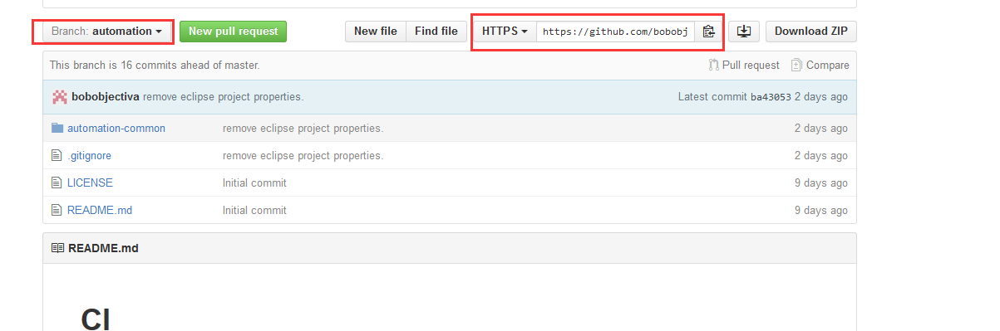 Branch: automation New pull request New file Find file HTTPS https://github.com/bobobj Download ZIP
This branch is 16 commits ahead of master. Pull request Compare
bobobjectiva remove eclipse project properties. Latest commit ba43053 2 days ago
automation-common remove eclipse project properties. 2 days ago
.gitignore remove eclipse project properties. 2 days ago
LICENSE Initial commit 9 days ago
README.md Initial commit 9 days ago
README.md
CI